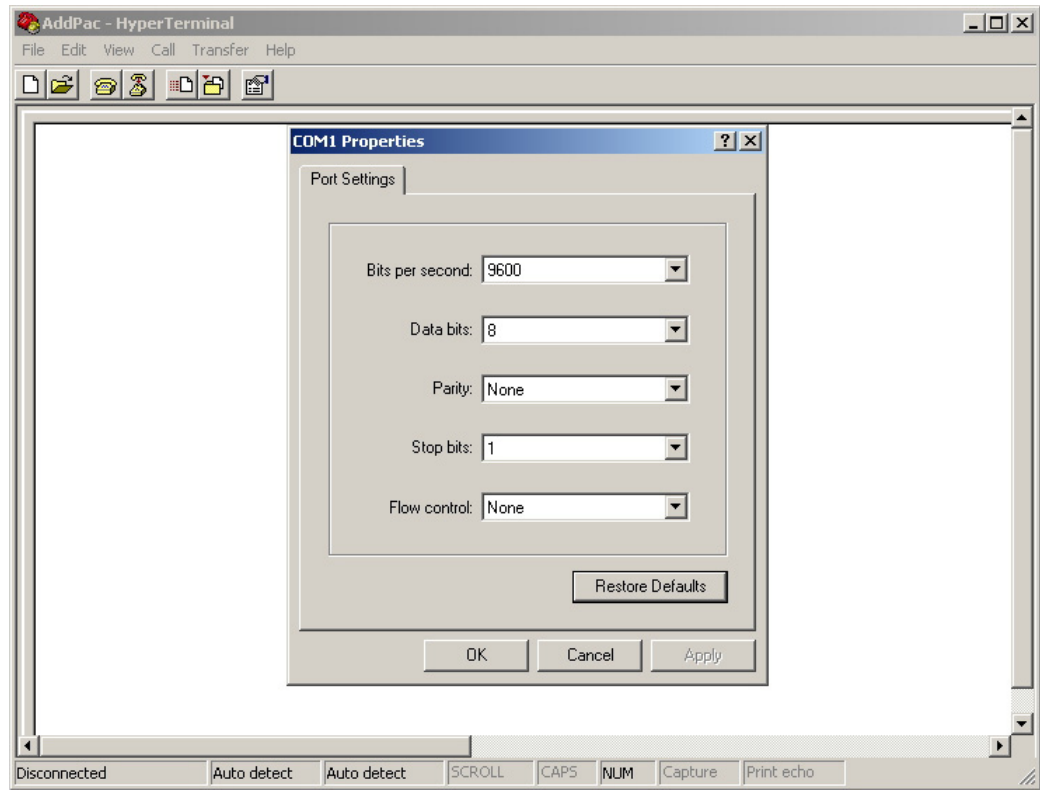 AddPac - HyperTerminal
File Edit View Call Transfer Help
COM1 Properties
Port Settings
Bits per second: 9600
Data bits: 8
Parity: None
Stop bits: 1
Flow control: None
Restore Defaults
OK Cancel Apply
Disconnected Auto detect Auto detect SCROLL CAPS NUM Capture Print echo